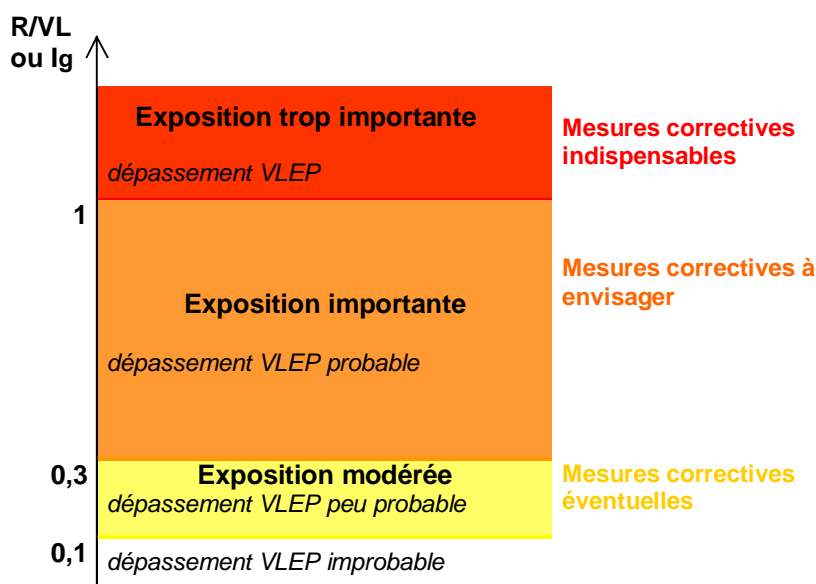 R/VL
ou Ig
Exposition trop importante
Mesures correctives
indispensables
dépassement VLEP
1
Mesures correctives à
envisager
Exposition importante
dépassement VLEP probable
0,3
Exposition modérée
Mesures correctives
éventuelles
dépassement VLEP peu probable
0,1
dépassement VLEP improbable